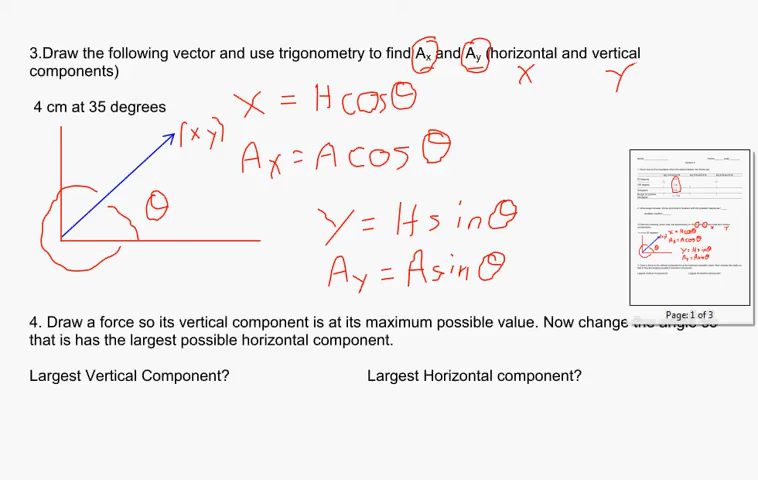 3.Draw the following vector and use trigonometry to find Ax and Ay (horizontal and vertical
components)
X Y
4 cm at 35 degrees
X = H cos θ
(x y)
Ax = A cos θ
θ
Y = H sin θ
Ay = A sin θ
4. Draw a force so its vertical component is at its maximum possible value. Now change the angle so
that is has the largest possible horizontal component.
Largest Vertical Component?
Largest Horizontal component?
Page: 1 of 3